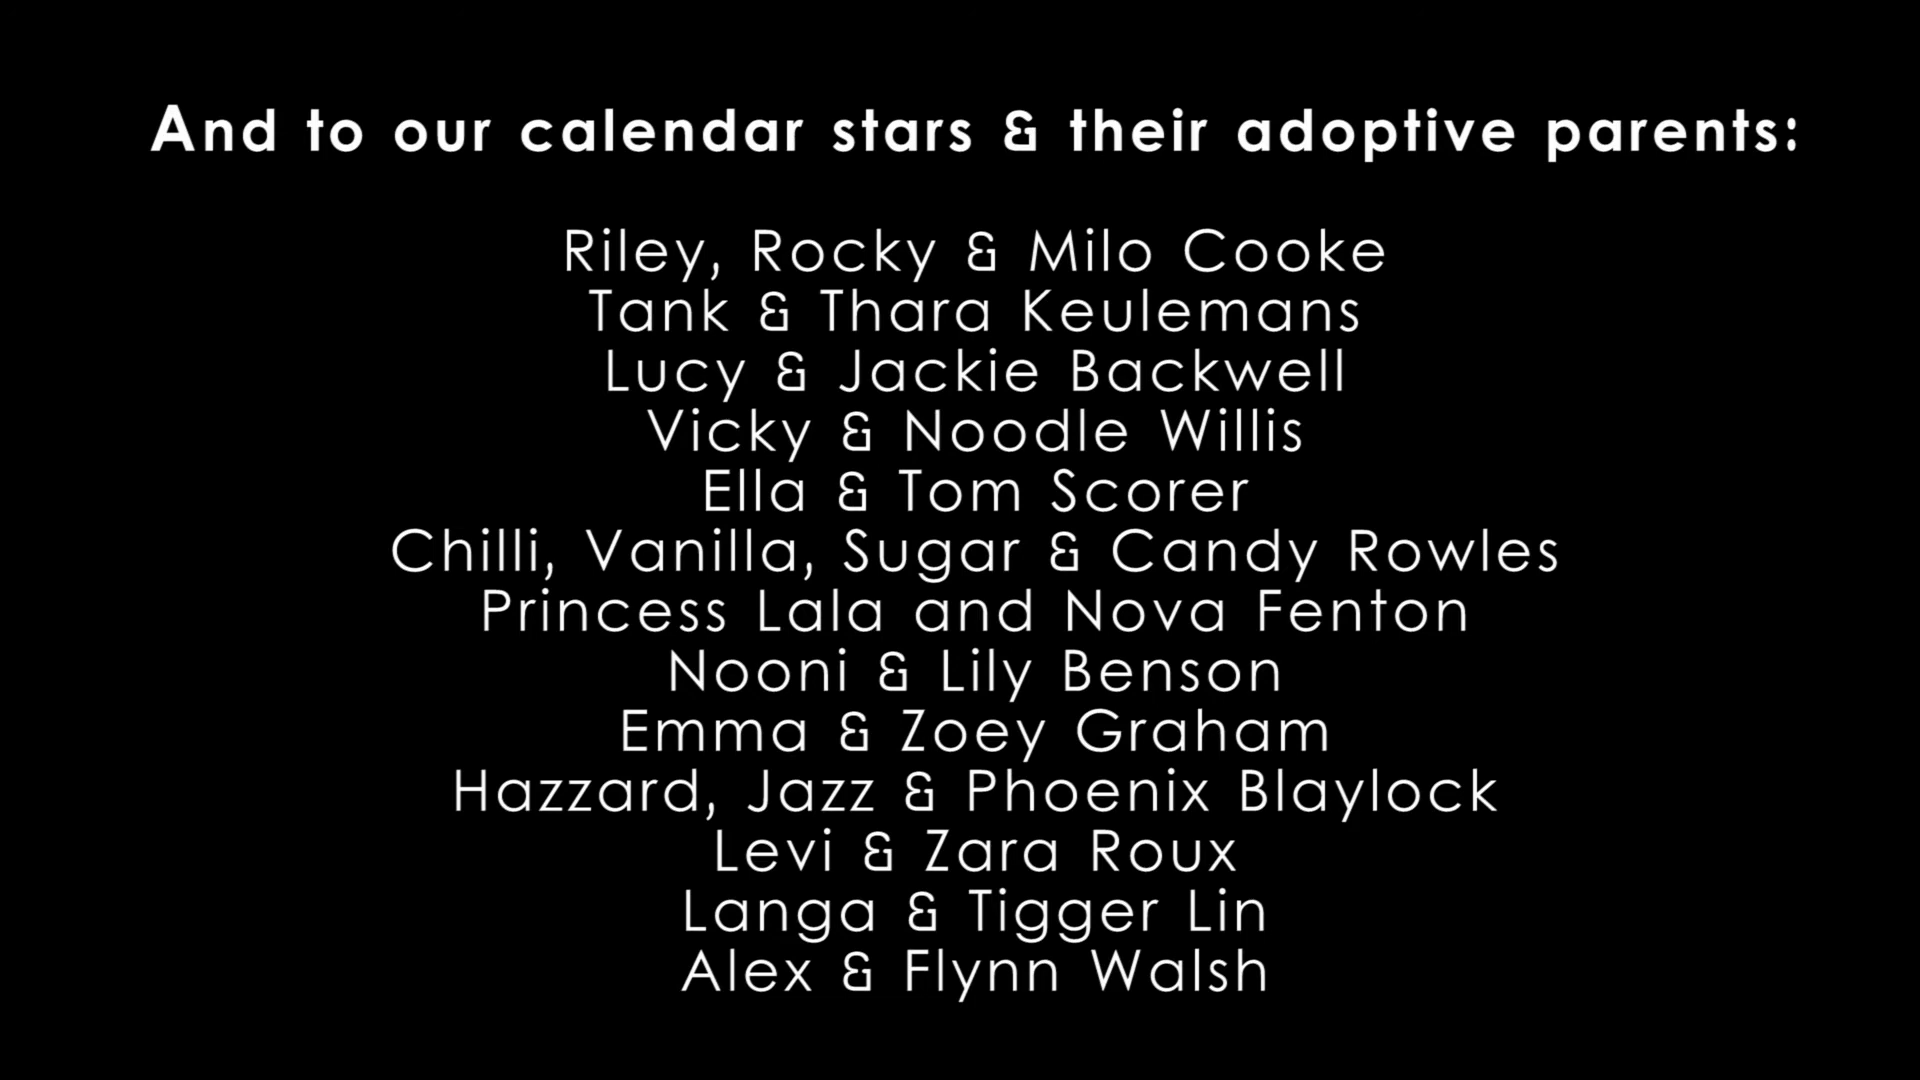 And to our calendar stars & their adoptive parents:
Riley, Rocky & Milo Cooke
Tank & Thara Keulemans
Lucy & Jackie Backwell
Vicky & Noodle Willis
Ella & Tom Scorer
Chilli, Vanilla, Sugar & Candy Rowles
Princess Lala and Nova Fenton
Nooni & Lily Benson
Emma & Zoey Graham
Hazzard, Jazz & Phoenix Blaylock
Levi & Zara Roux
Langa & Tigger Lin
Alex & Flynn Walsh